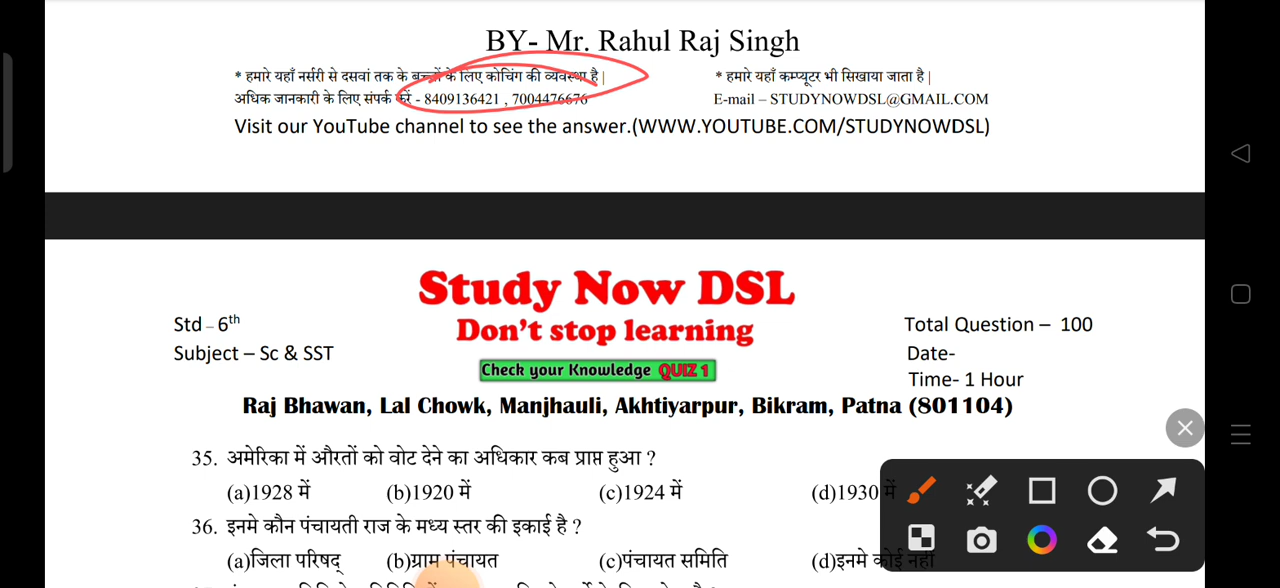 BY- Mr. Rahul Raj Singh
* हमारे यहाँ नर्सरी से दसवां तक के बच्चों के लिए कोचिंग की व्यवस्था है | * हमारे यहाँ कम्प्यूटर भी सिखाया जाता है |
अधिक जानकारी के लिए संपर्क करें - 8409136421 , 7004476676 E-mail – STUDYNOWDSL@GMAIL.COM
Visit our YouTube channel to see the answer.(WWW.YOUTUBE.COM/STUDYNOWDSL)
Study Now DSL
Std – 6th Total Question – 100
Don't stop learning
Subject – Sc & SST Date-
Check your Knowledge QUIZ 1
Time- 1 Hour
Raj Bhawan, Lal Chowk, Manjhauli, Akhtiyarpur, Bikram, Patna (801104)
35. अमेरिका में औरतों को वोट देने का अधिकार कब प्राप्त हुआ ?
(a)1928 में (b)1920 में (c)1924 में (d)1930 में
36. इनमे कौन पंचायती राज के मध्य स्तर की इकाई है ?
(a)जिला परिषद् (b)ग्राम पंचायत (c)पंचायत समिति (d)इनमे कोई नहीं